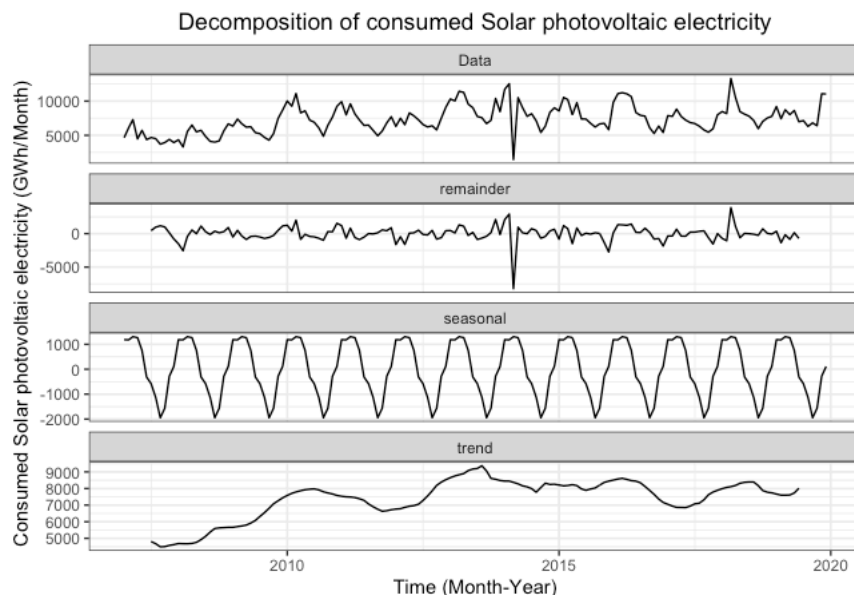 Decomposition of consumed Solar photovoltaic electricity
Consumed Solar photovoltaic electricity (GWh/Month)
Data
10000
5000
remainder
0
-5000
seasonal
1000
0
-1000
-2000
trend
9000
8000
7000
6000
5000
2010 2015 2020
Time (Month-Year)